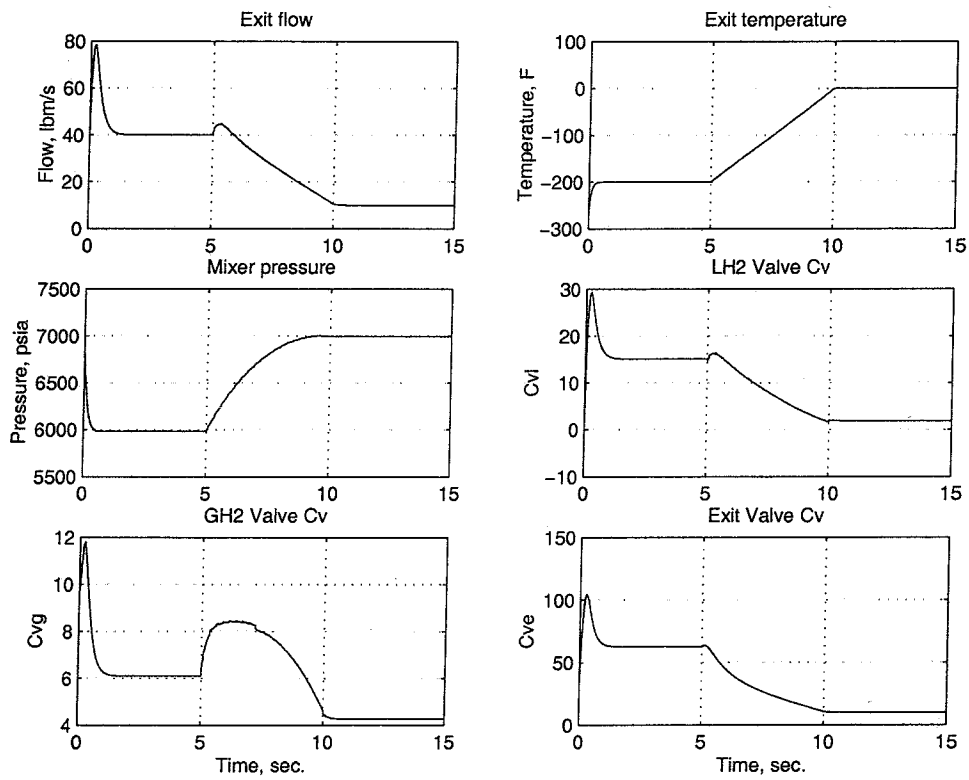 Exit flow
80
60
40
20
0
Flow, lbm/s
0 5 10 15
Exit temperature
100
0
−100
−200
−300
Temperature, F
0 5 10 15
Mixer pressure
7500
7000
6500
6000
5500
Pressure, psia
0 5 10 15
LH2 Valve Cv
30
20
10
0
−10
Cvl
0 5 10 15
GH2 Valve Cv
12
10
8
6
4
Cvg
0 5 10 15
Time, sec.
Exit Valve Cv
150
100
50
0
Cve
0 5 10 15
Time, sec.